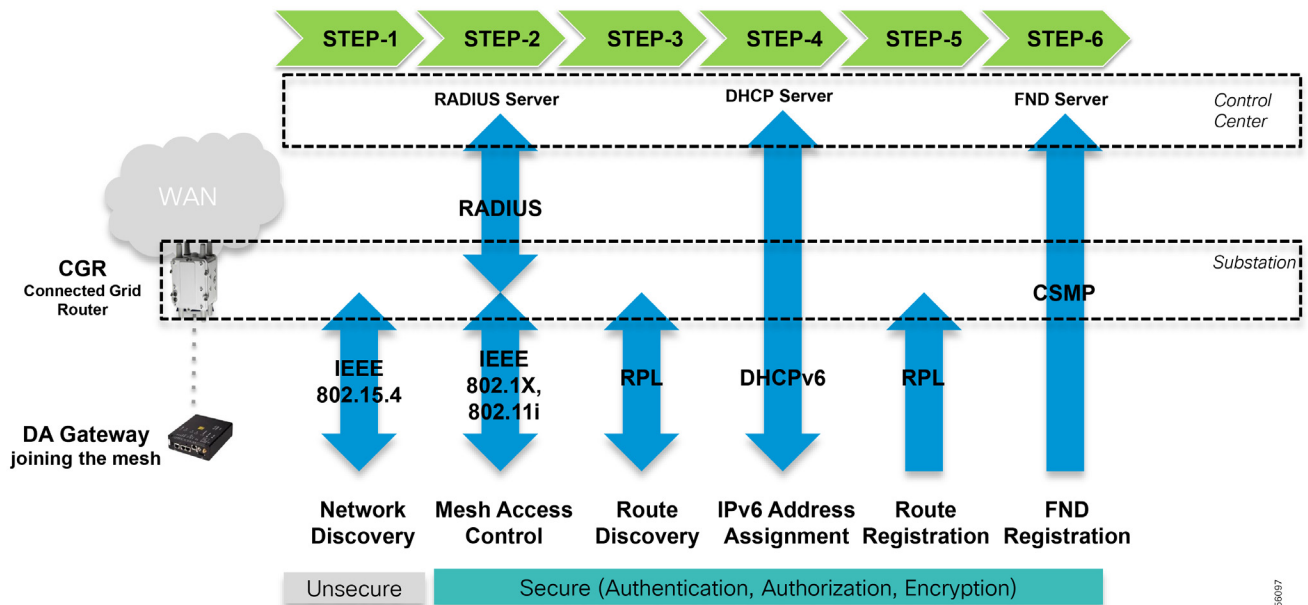 STEP-1 STEP-2 STEP-3 STEP-4 STEP-5 STEP-6
RADIUS Server DHCP Server FND Server
Control
Center
WAN
RADIUS
CGR
Connected Grid
Router
Substation
CSMP
IEEE
802.15.4
IEEE
802.1X,
802.11i
RPL
DHCPv6
RPL
DA Gateway
joining the mesh
Network
Discovery
Mesh Access
Control
Route
Discovery
IPv6 Address
Assignment
Route
Registration
FND
Registration
Unsecure
Secure (Authentication, Authorization, Encryption)